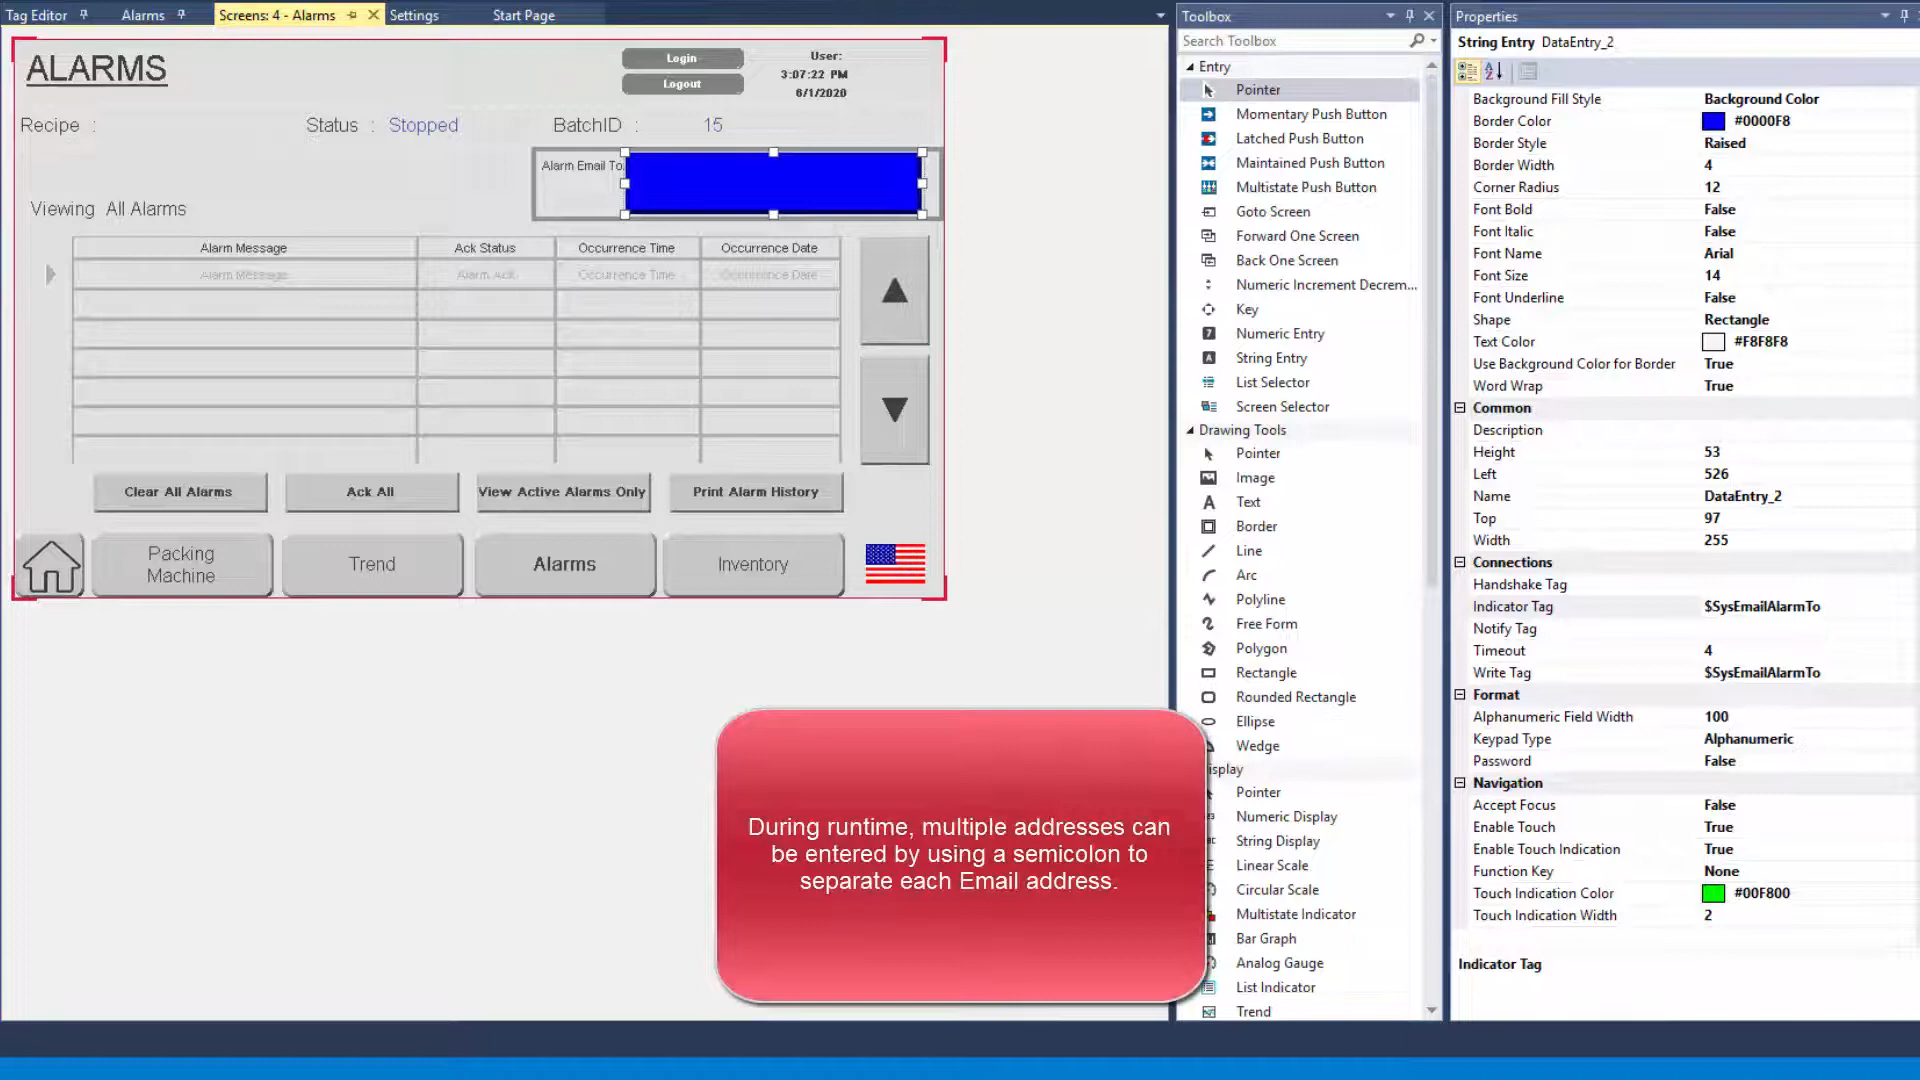 Tag Editor
Alarms
Screens: 4 - Alarms
Settings
Start Page
ALARMS
Login
Logout
User:
3:07:22 PM
6/1/2020
Recipe :
Status : Stopped
BatchID : 15
Alarm Email To
Viewing All Alarms
Alarm Message Ack Status Occurrence Time Occurrence Date
Alarm Message Alarm Ack Occurrence Time Occurrence Date
Clear All Alarms
Ack All
View Active Alarms Only
Print Alarm History
Packing
Machine
Trend
Alarms
Inventory
During runtime, multiple addresses can
be entered by using a semicolon to
separate each Email address.
Toolbox
Search Toolbox
Entry
Pointer
Momentary Push Button
Latched Push Button
Maintained Push Button
Multistate Push Button
Goto Screen
Forward One Screen
Back One Screen
Numeric Increment Decrem...
Key
Numeric Entry
String Entry
List Selector
Screen Selector
Drawing Tools
Pointer
Image
Text
Border
Line
Arc
Polyline
Free Form
Polygon
Rectangle
Rounded Rectangle
Ellipse
Wedge
isplay
Pointer
Numeric Display
String Display
Linear Scale
Circular Scale
Multistate Indicator
Bar Graph
Analog Gauge
List Indicator
Trend
Properties
String Entry DataEntry_2
Background Fill Style Background Color
Border Color #0000F8
Border Style Raised
Border Width 4
Corner Radius 12
Font Bold False
Font Italic False
Font Name Arial
Font Size 14
Font Underline False
Shape Rectangle
Text Color #F8F8F8
Use Background Color for Border True
Word Wrap True
Common
Description
Height 53
Left 526
Name DataEntry_2
Top 97
Width 255
Connections
Handshake Tag
Indicator Tag $SysEmailAlarmTo
Notify Tag
Timeout 4
Write Tag $SysEmailAlarmTo
Format
Alphanumeric Field Width 100
Keypad Type Alphanumeric
Password False
Navigation
Accept Focus False
Enable Touch True
Enable Touch Indication True
Function Key None
Touch Indication Color #00F800
Touch Indication Width 2
Indicator Tag